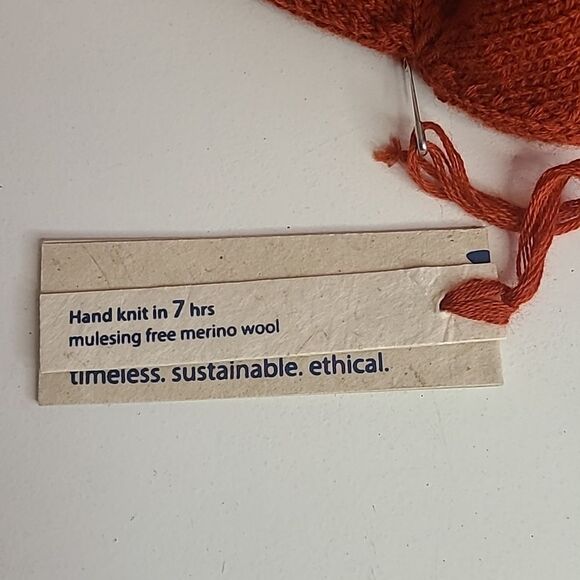 Hand knit in 7 hrs
mulesing free merino wool
timeless. sustainable. ethical.